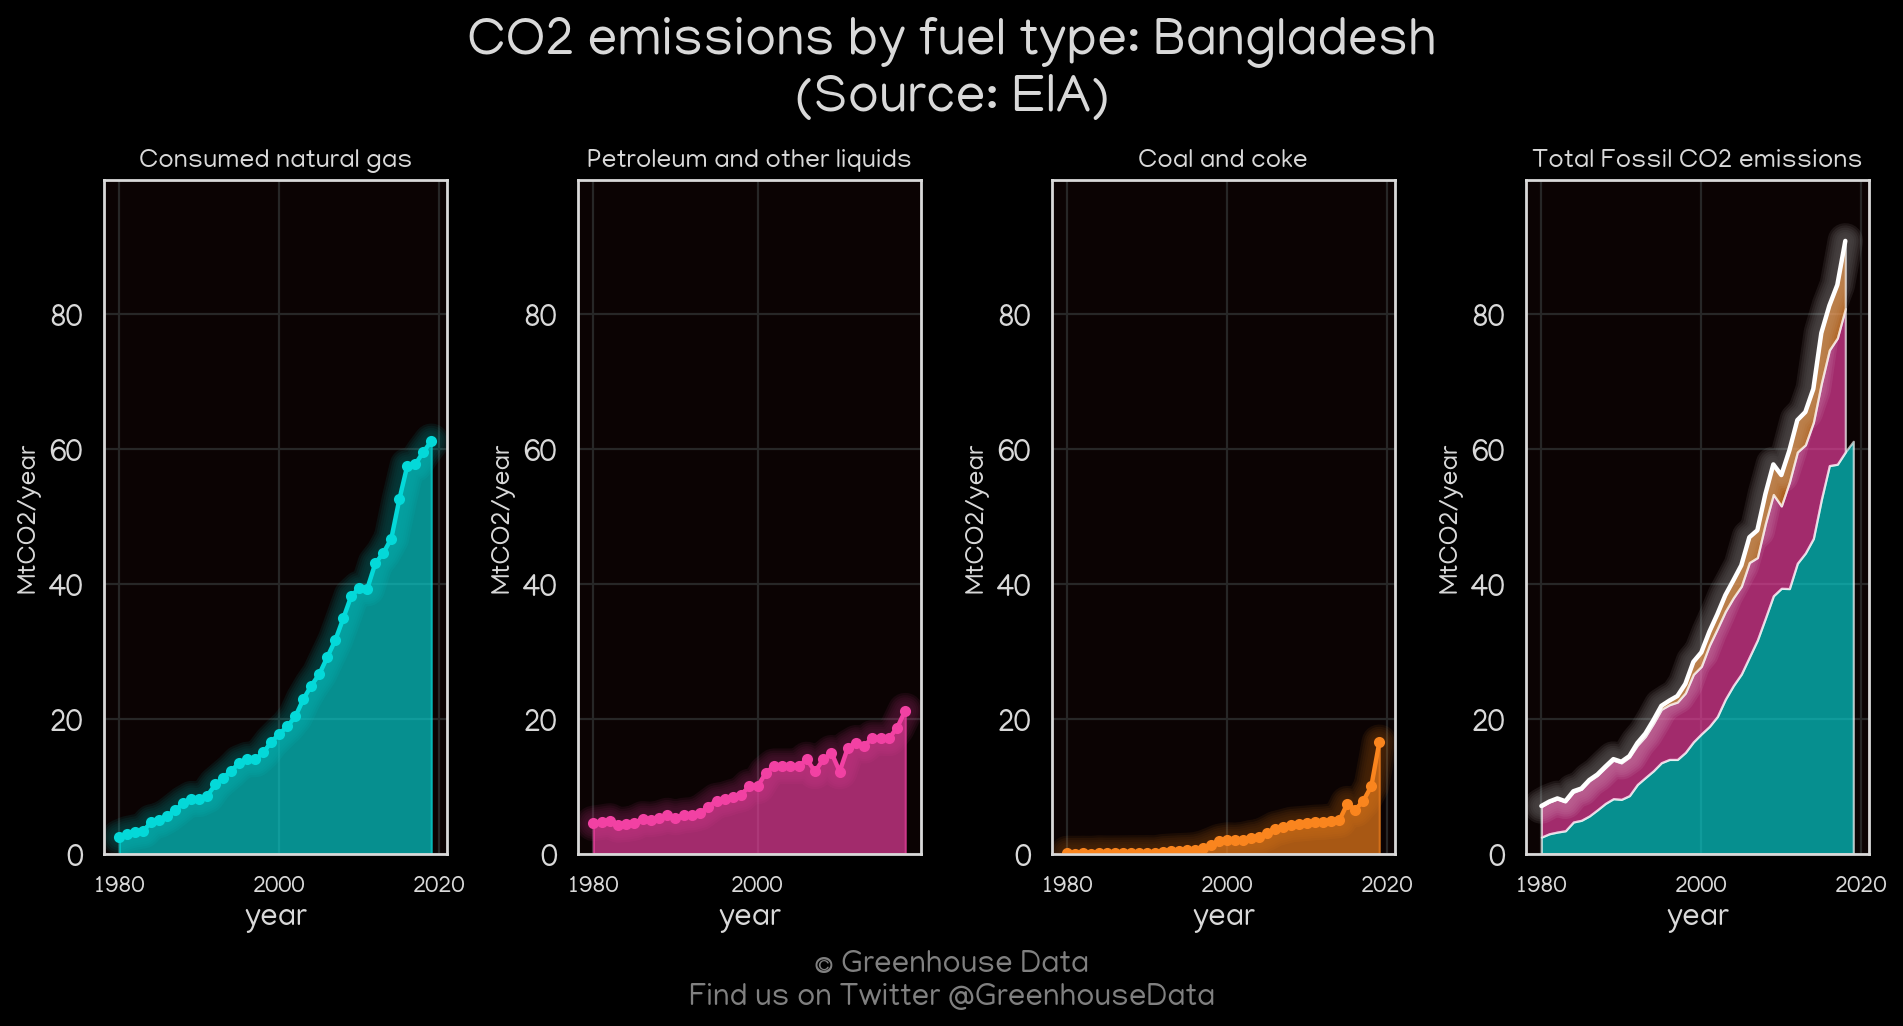 CO2 emissions by fuel type: Bangladesh
(Source: EIA)
Consumed natural gas
Petroleum and other liquids
Coal and coke
Total Fossil CO2 emissions
MtCO2/year
80
60
40
20
0
1980
2000
2020
year
MtCO2/year
80
60
40
20
0
1980
2000
year
MtCO2/year
80
60
40
20
0
1980
2000
2020
year
MtCO2/year
80
60
40
20
0
1980
2000
2020
year
© Greenhouse Data
Find us on Twitter @GreenhouseData